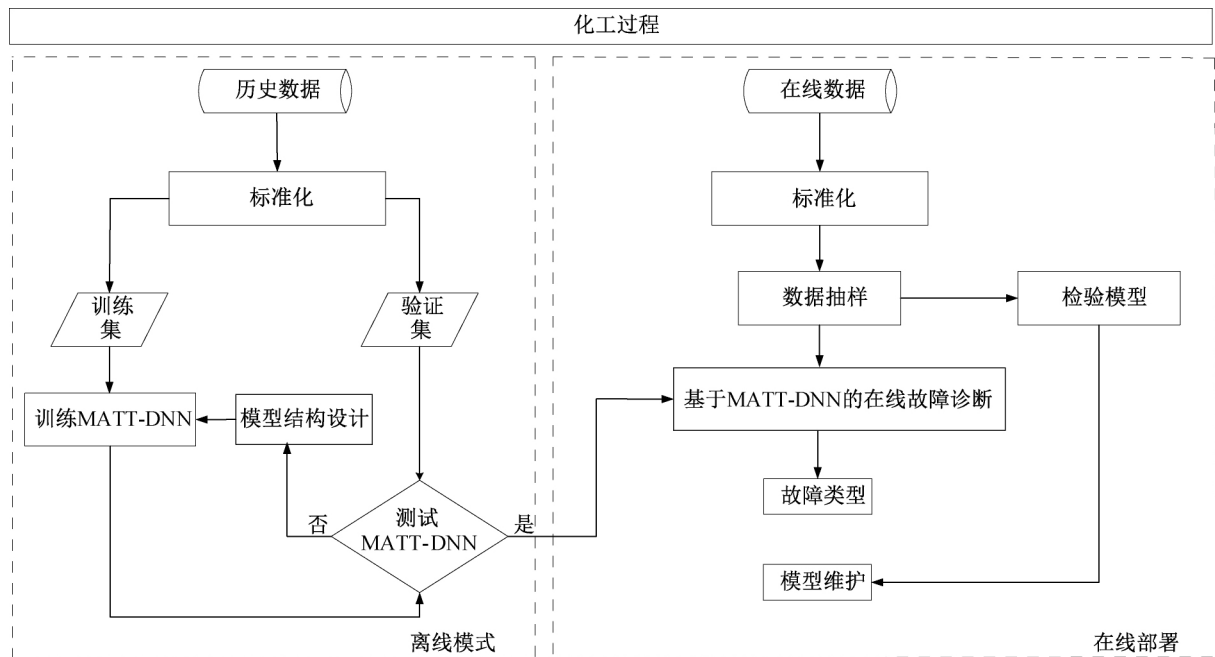 化工过程
历史数据
标准化
训练
集
验证
集
训练MATT-DNN
模型结构设计
否
测试
MATT-DNN
是
离线模式
在线数据
标准化
数据抽样
检验模型
基于MATT-DNN的在线故障诊断
故障类型
模型维护
在线部署